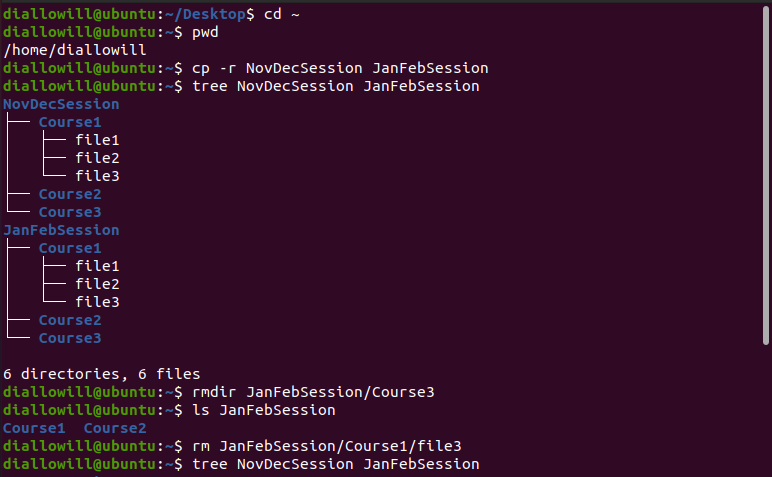 diallowill@ubuntu:~/Desktop$ cd ~
diallowill@ubuntu:~$ pwd
/home/diallowill
diallowill@ubuntu:~$ cp -r NovDecSession JanFebSession
diallowill@ubuntu:~$ tree NovDecSession JanFebSession
NovDecSession
├── Course1
│   ├── file1
│   ├── file2
│   └── file3
├── Course2
└── Course3
JanFebSession
├── Course1
│   ├── file1
│   ├── file2
│   └── file3
├── Course2
└── Course3

6 directories, 6 files
diallowill@ubuntu:~$ rmdir JanFebSession/Course3
diallowill@ubuntu:~$ ls JanFebSession
Course1  Course2
diallowill@ubuntu:~$ rm JanFebSession/Course1/file3
diallowill@ubuntu:~$ tree NovDecSession JanFebSession